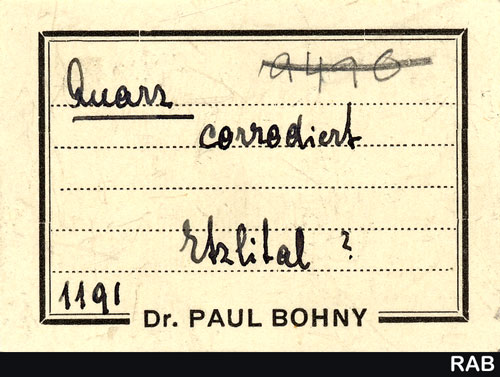 9490
Quarz
corrodiert
Etzlital ?
1191
Dr. PAUL BOHNY
RAB